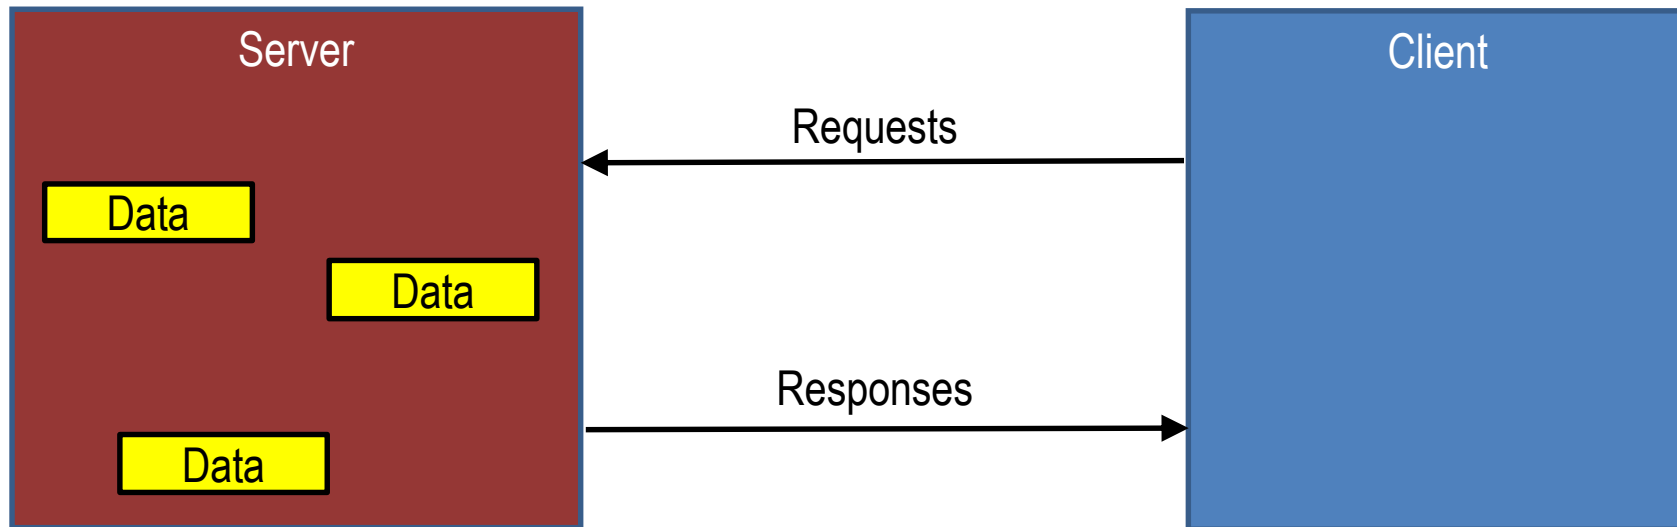 Server
Client
Requests
Data
Data
Responses
Data